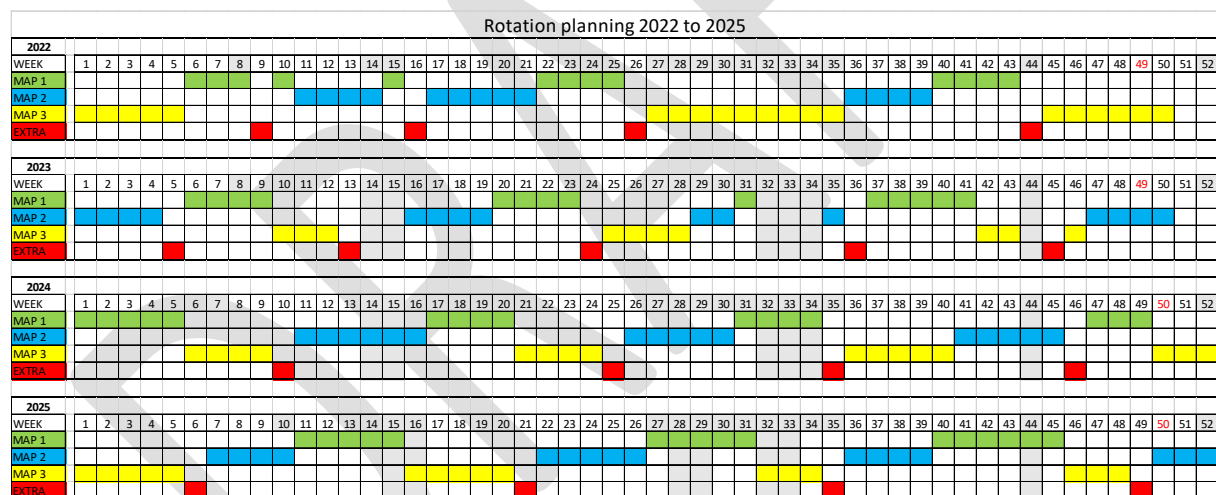 Rotation planning 2022 to 2025
2022
WEEK 1 2 3 4 5 6 7 8 9 10 11 12 13 14 15 16 17 18 19 20 21 22 23 24 25 26 27 28 29 30 31 32 33 34 35 36 37 38 39 40 41 42 43 44 45 46 47 48 49 50 51 52
MAP 1
MAP 2
MAP 3
EXTRA
2023
WEEK 1 2 3 4 5 6 7 8 9 10 11 12 13 14 15 16 17 18 19 20 21 22 23 24 25 26 27 28 29 30 31 32 33 34 35 36 37 38 39 40 41 42 43 44 45 46 47 48 49 50 51 52
MAP 1
MAP 2
MAP 3
EXTRA
2024
WEEK 1 2 3 4 5 6 7 8 9 10 11 12 13 14 15 16 17 18 19 20 21 22 23 24 25 26 27 28 29 30 31 32 33 34 35 36 37 38 39 40 41 42 43 44 45 46 47 48 49 50 51 52
MAP 1
MAP 2
MAP 3
EXTRA
2025
WEEK 1 2 3 4 5 6 7 8 9 10 11 12 13 14 15 16 17 18 19 20 21 22 23 24 25 26 27 28 29 30 31 32 33 34 35 36 37 38 39 40 41 42 43 44 45 46 47 48 49 50 51 52
MAP 1
MAP 2
MAP 3
EXTRA